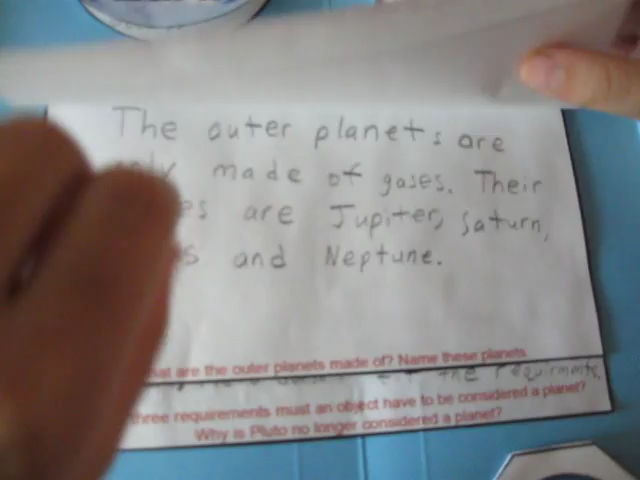 The outer planets are
made of gases. Their
are Jupiter, Saturn,
and Neptune.
are the outer planets made of? Name these planets.
the requirments.
three requirements must an object have to be considered a planet?
Why is Pluto no longer considered a planet?